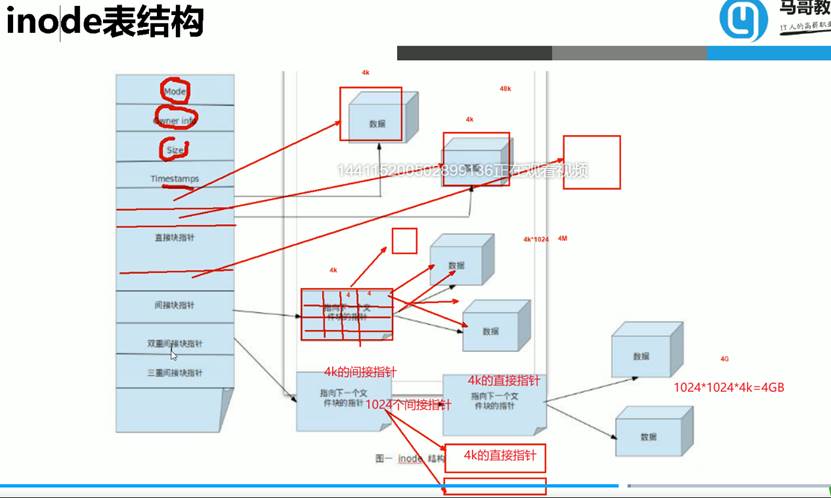 inode表结构
马哥教
IT人的高薪职业
4k
48k
Mode
数据
4k
Owner info
Size
144115200502899136正在观看视频
Timestamps
直接块指针
4k*1024 4M
数据
4k
4 4
间接块指针
指向下一个文
件块的指针
数据
双重间接块指针
数据
4G
三重间接块指针
4k的间接指针
4k的直接指针
1024*1024*4k=4GB
指向下一个文
件块的指针
1024个间接指针
指向下一个文
件块的指针
数据
图一 inode 结构
4k的直接指针